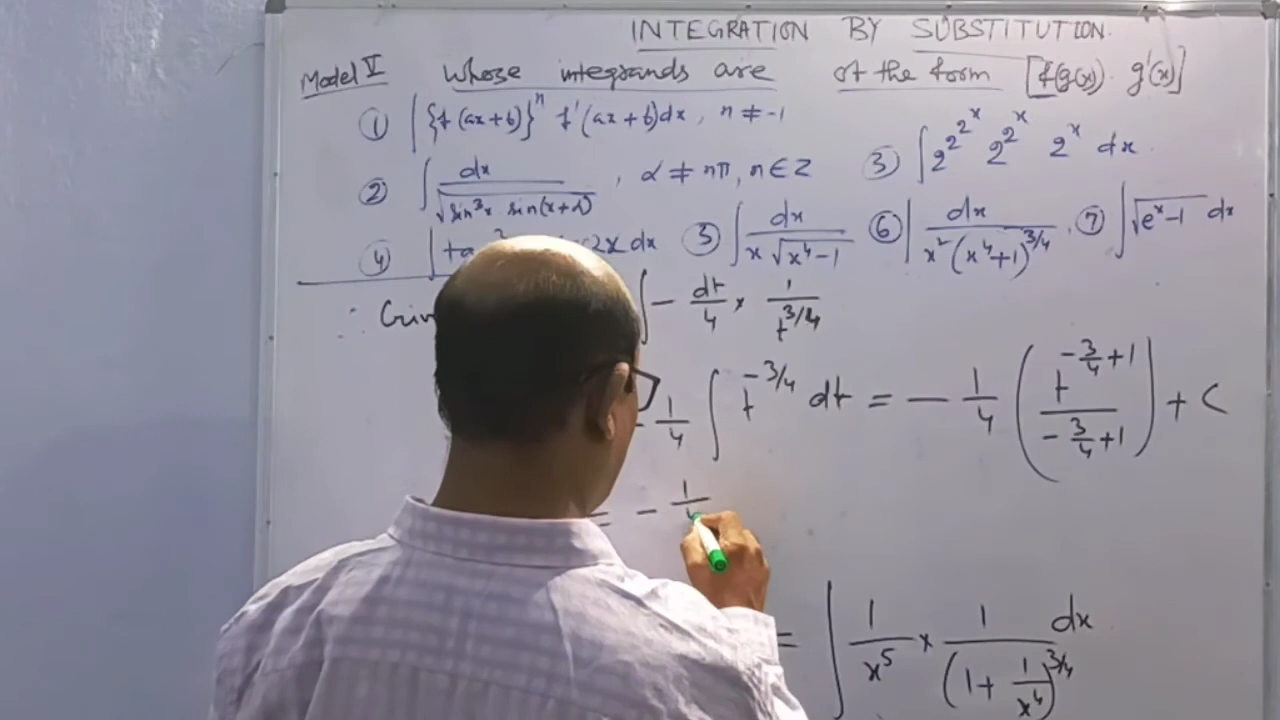 INTEGRATION BY SUBSTITUTION.
Model V whose integrands are of the form [f(g(x)). g'(x)]
① ∫ {f(ax+b)}ⁿ f'(ax+b)dx, n ≠ -1
③ ∫ 2^2^2^x 2^2^x 2^x dx
② ∫ dx / √(sin³x sin(x+α)), α ≠ nπ, n∈Z
④ ∫ ta 2x dx
⑤ ∫ dx / (x √(x⁴-1))
⑥ ∫ dx / (x²(x⁴+1)^3/4)
⑦ ∫ √(eˣ-1) dx
∴ ∫ - dt/4 × 1/t^3/4
- 1/4 ∫ t^-3/4 dt = - 1/4 (t^(-3/4+1) / (-3/4+1)) + C
= - 1/
= ∫ 1/x⁵ × 1/(1+1/x⁴)^3/4 dx